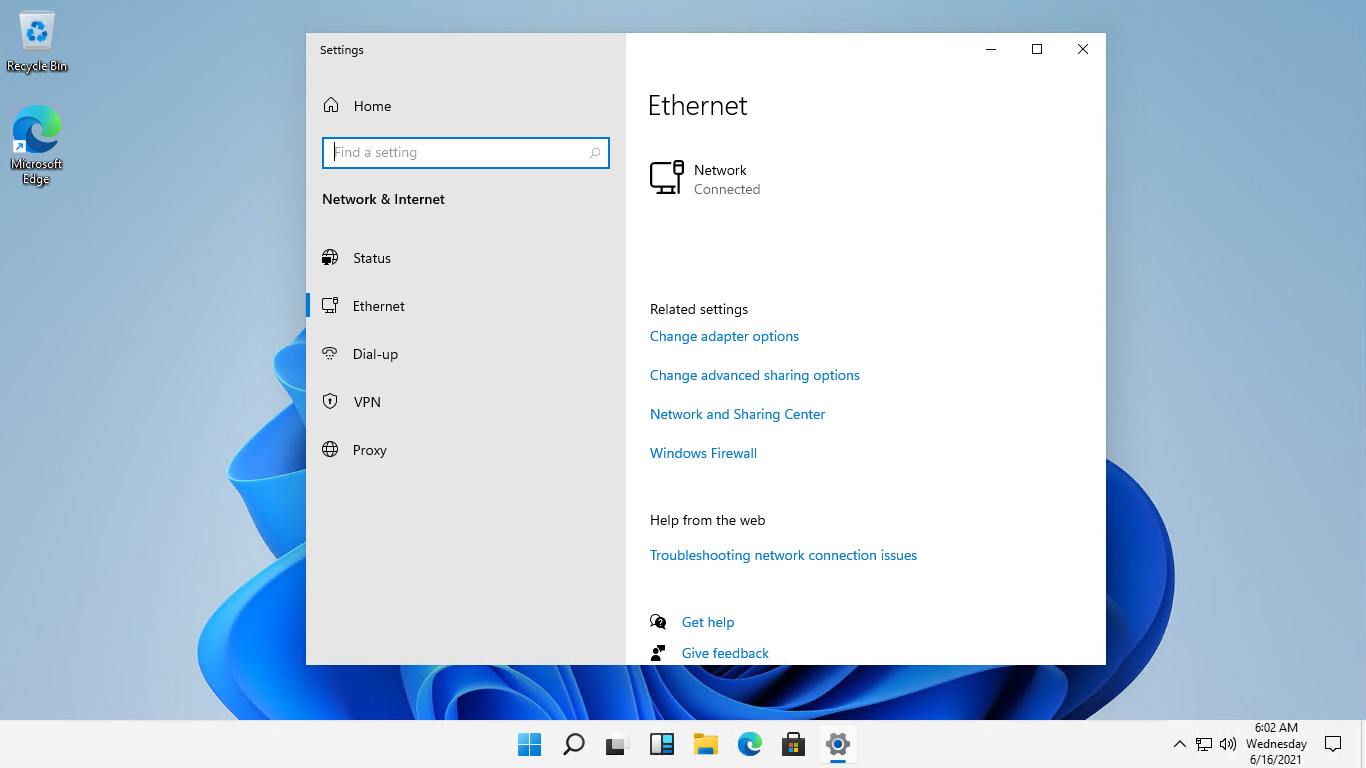 Recycle Bin
Microsoft
Edge
Settings
Home
Find a setting
Network & Internet
Status
Ethernet
Dial-up
VPN
Proxy
Ethernet
Network
Connected
Related settings
Change adapter options
Change advanced sharing options
Network and Sharing Center
Windows Firewall
Help from the web
Troubleshooting network connection issues
Get help
Give feedback
6:02 AM
Wednesday
6/16/2021